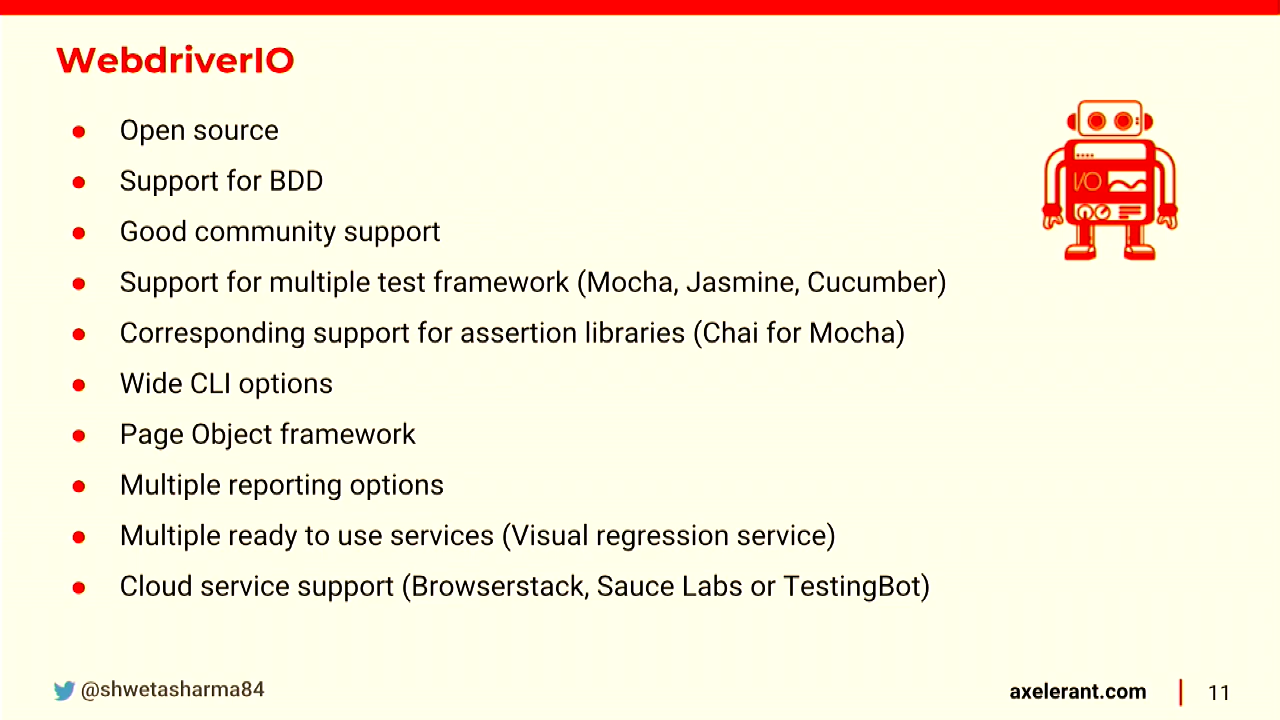 WebdriverIO
● Open source
● Support for BDD
● Good community support
● Support for multiple test framework (Mocha, Jasmine, Cucumber)
● Corresponding support for assertion libraries (Chai for Mocha)
● Wide CLI options
● Page Object framework
● Multiple reporting options
● Multiple ready to use services (Visual regression service)
● Cloud service support (Browserstack, Sauce Labs or TestingBot)
I/O
@shwetasharma84
axelerant.com | 11